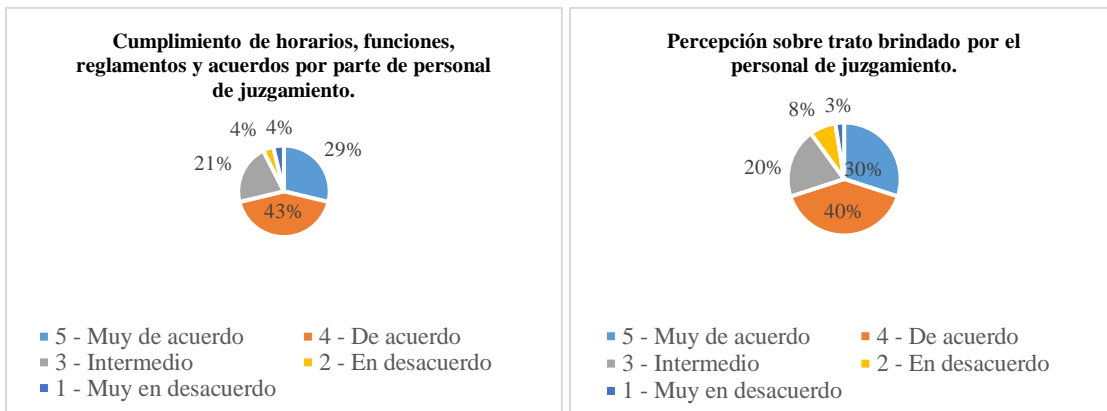 Cumplimiento de horarios, funciones,
reglamentos y acuerdos por parte de personal
de juzgamiento.
4%
4%
29%
21%
43%
5 - Muy de acuerdo
4 - De acuerdo
3 - Intermedio
2 - En desacuerdo
1 - Muy en desacuerdo
Percepción sobre trato brindado por el
personal de juzgamiento.
8%
3%
30%
20%
40%
5 - Muy de acuerdo
4 - De acuerdo
3 - Intermedio
2 - En desacuerdo
1 - Muy en desacuerdo